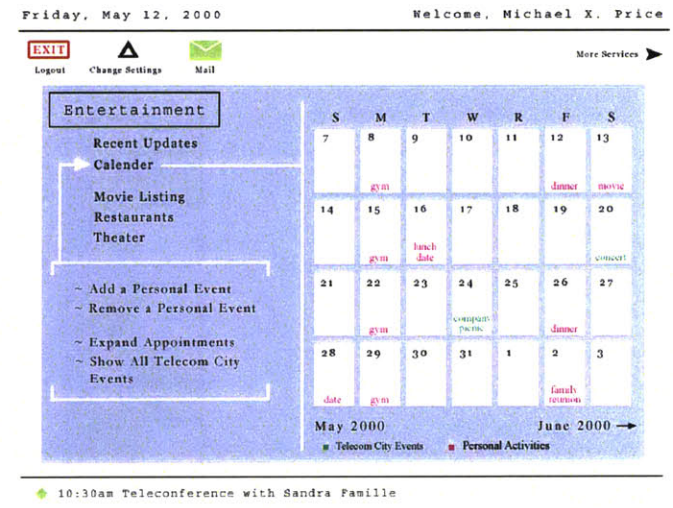 Friday, May 12, 2000 Welcome, Michael X. Price
EXIT
Logout Change Settings Mail More Services
Entertainment
Recent Updates
Calender
Movie Listing
Restaurants
Theater
~ Add a Personal Event
~ Remove a Personal Event
~ Expand Appointments
~ Show All Telecom City
Events
S M T W R F S
7 8 9 10 11 12 13
gym dinner movie
14 15 16 17 18 19 20
lunch
gym date concert
21 22 23 24 25 26 27
company
gym picnic dinner
28 29 30 31 1 2 3
family
date gym reunion
May 2000 June 2000
Telecom City Events Personal Activities
10:30am Teleconference with Sandra Famille